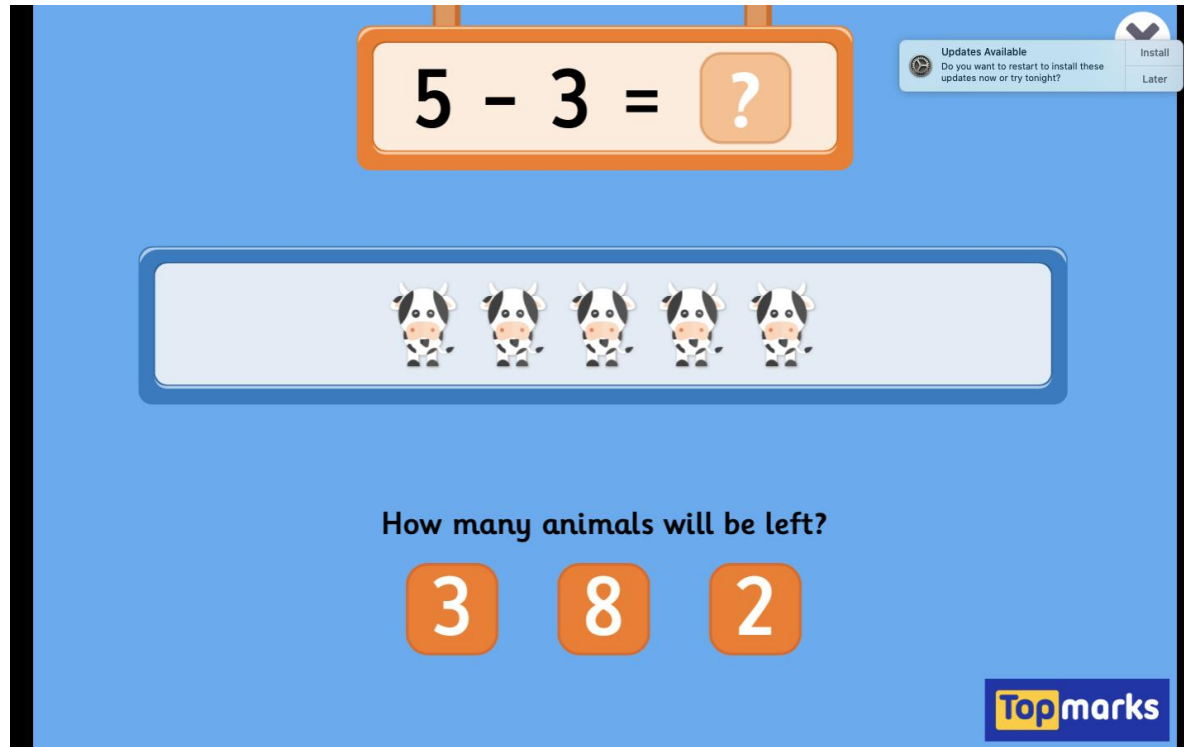 5 - 3 = ?
Updates Available
Do you want to restart to install these
updates now or try tonight?
Install
Later
How many animals will be left?
3 8 2
Topmarks